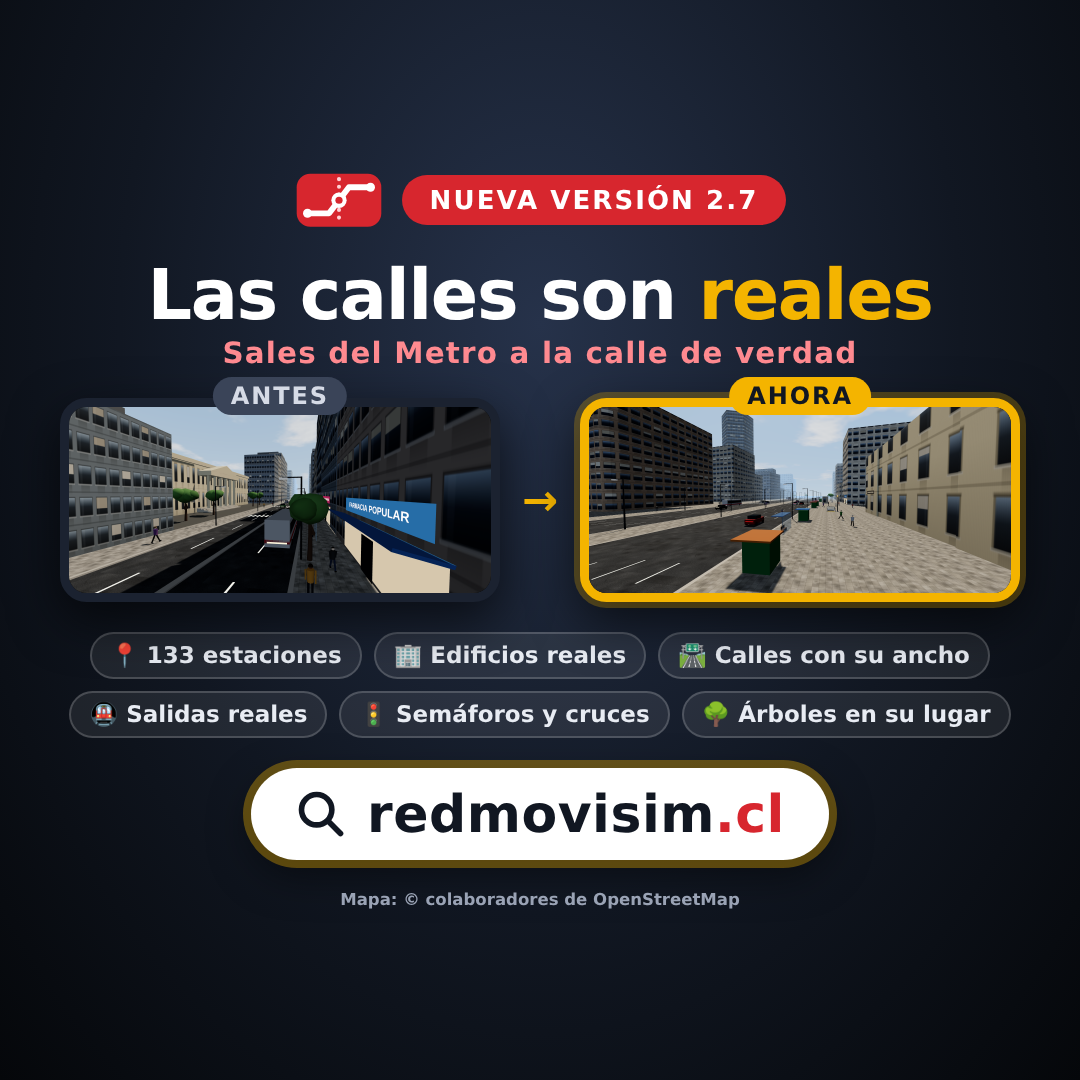 NUEVA VERSIÓN 2.7
Las calles son reales
Sales del Metro a la calle de verdad
ANTES
AHORA
FARMACIA POPULAR
→
133 estaciones
Edificios reales
Calles con su ancho
Salidas reales
Semáforos y cruces
Árboles en su lugar
redmovisim.cl
Mapa: © colaboradores de OpenStreetMap